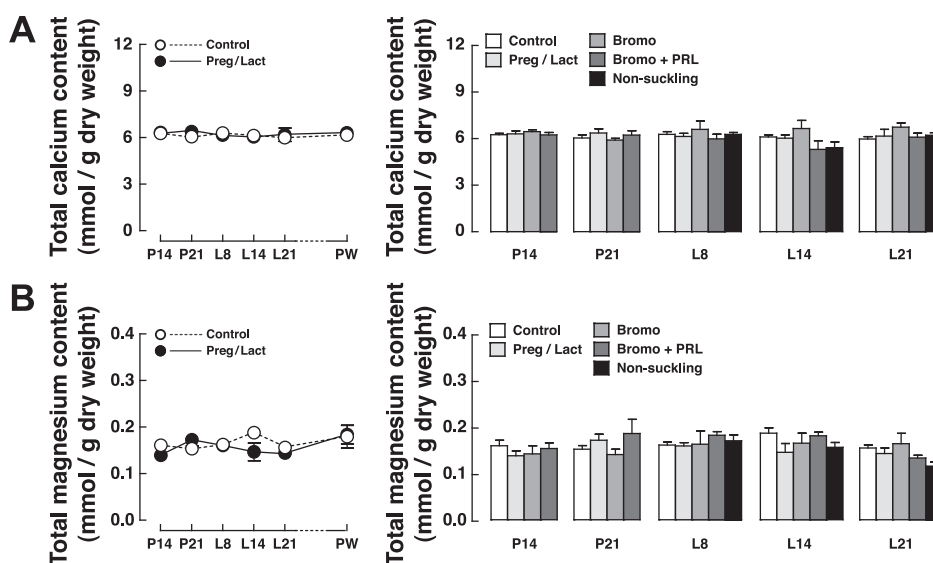 A
Total calcium content
(mmol / g dry weight)
12
9
6
3
0
Control
Preg / Lact
P14 P21 L8 L14 L21 PW
Total calcium content
(mmol / g dry weight)
12
9
6
3
0
Control
Preg / Lact
Bromo
Bromo + PRL
Non-suckling
P14 P21 L8 L14 L21
B
Total magnesium content
(mmol / g dry weight)
0.4
0.3
0.2
0.1
0.0
Control
Preg/Lact
P14 P21 L8 L14 L21 PW
Total magnesium content
(mmol / g dry weight)
0.4
0.3
0.2
0.1
0.0
Control
Preg / Lact
Bromo
Bromo + PRL
Non-suckling
P14 P21 L8 L14 L21